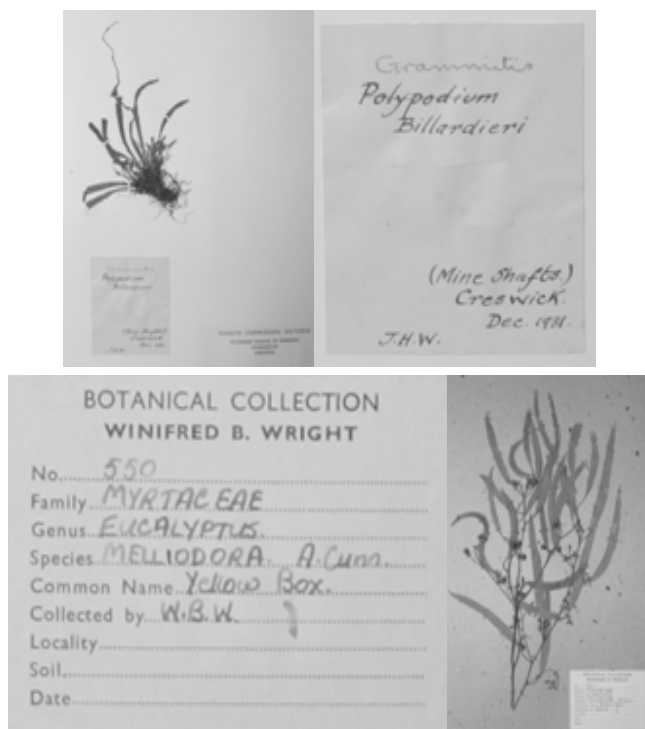 Grammitis
Polypodium
Billardieri
(Mine Shafts.)
Creswick.
Dec. 1931.
J.H.W.
BOTANICAL COLLECTION
WINIFRED B. WRIGHT
No. 550
Family MYRTACEAE
Genus EUCALYPTUS.
Species MELLIODORA. A. Cunn.
Common Name Yellow Box.
Collected by W.B.W.
Locality
Soil
Date